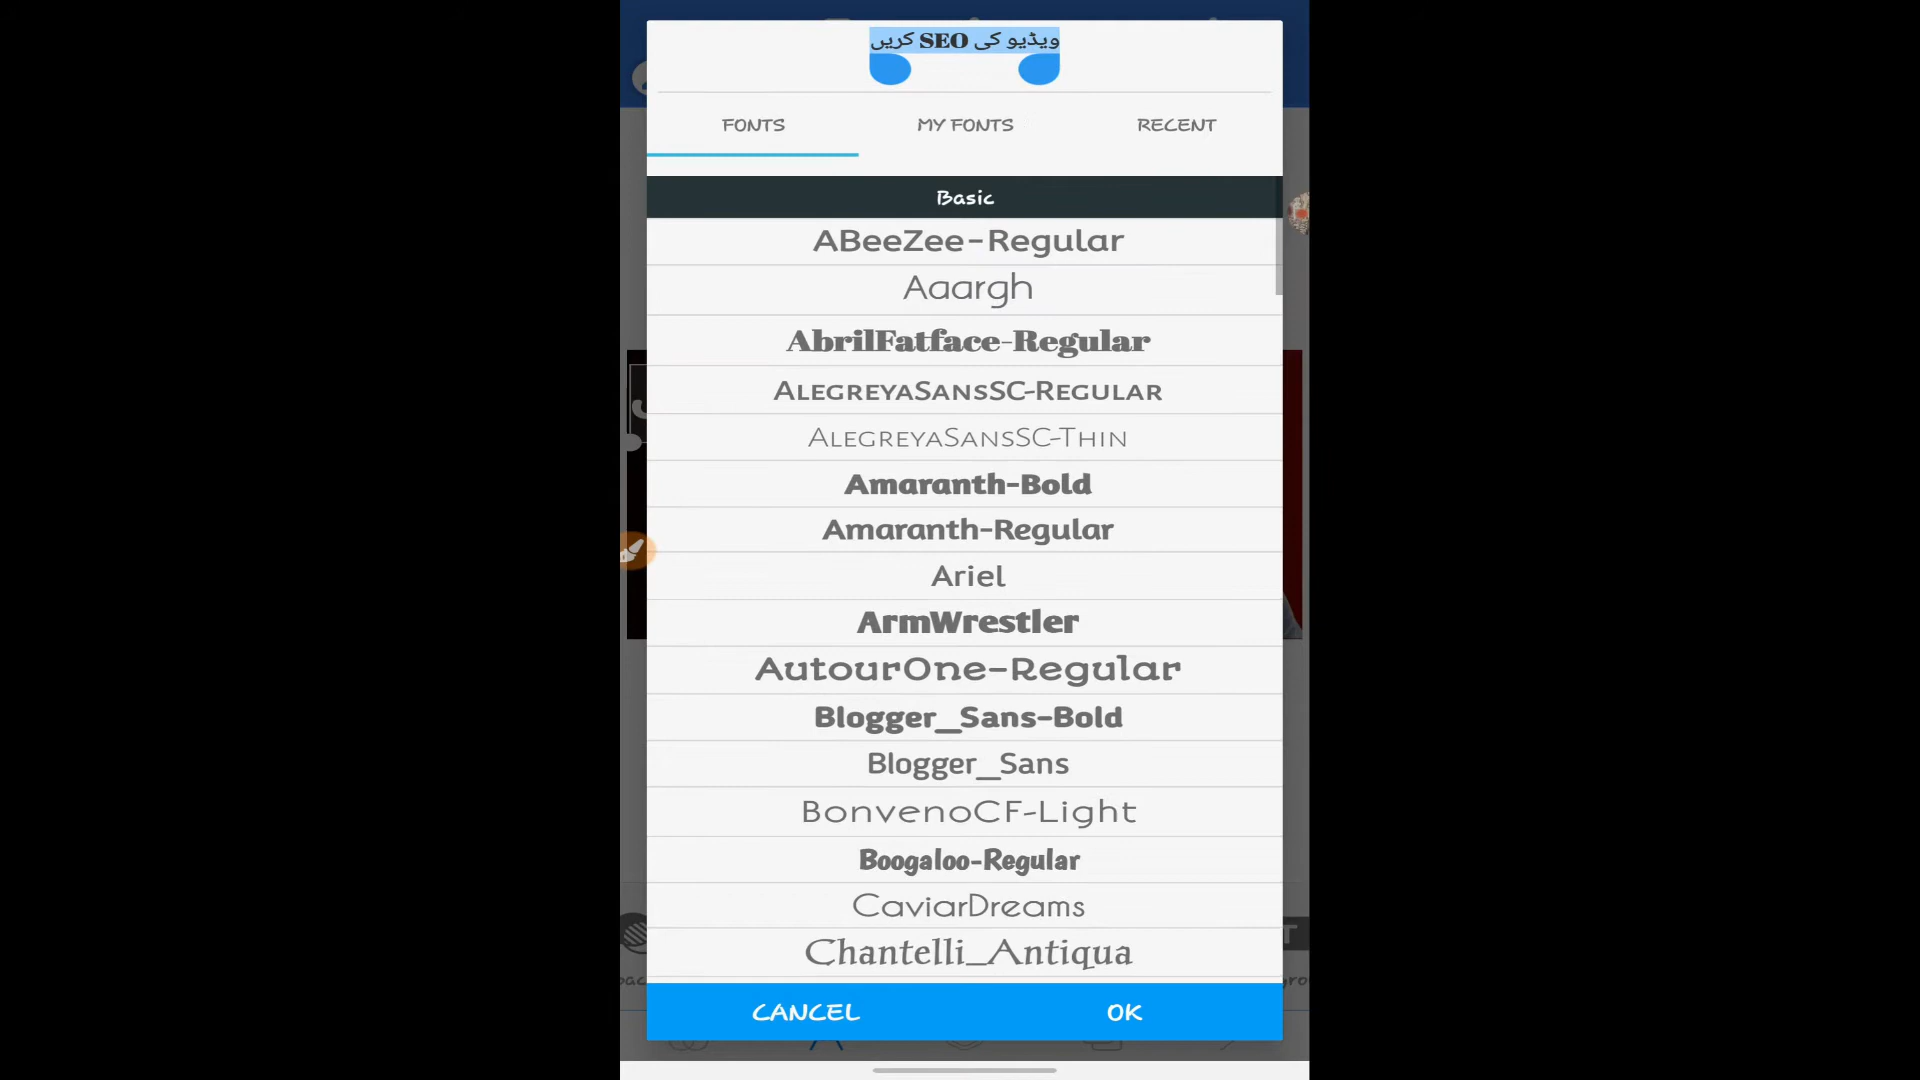 ویڈیو کی SEO کریں
FONTS MY FONTS RECENT
Basic
ABeeZee-Regular
Aaargh
AbrilFatface-Regular
AlegreyaSansSC-Regular
AlegreyaSansSC-Thin
Amaranth-Bold
Amaranth-Regular
Ariel
ArmWrestler
AutourOne-Regular
Blogger_Sans-Bold
Blogger_Sans
BonvenoCF-Light
Boogaloo-Regular
CaviarDreams
Chantelli_Antiqua
CANCEL OK